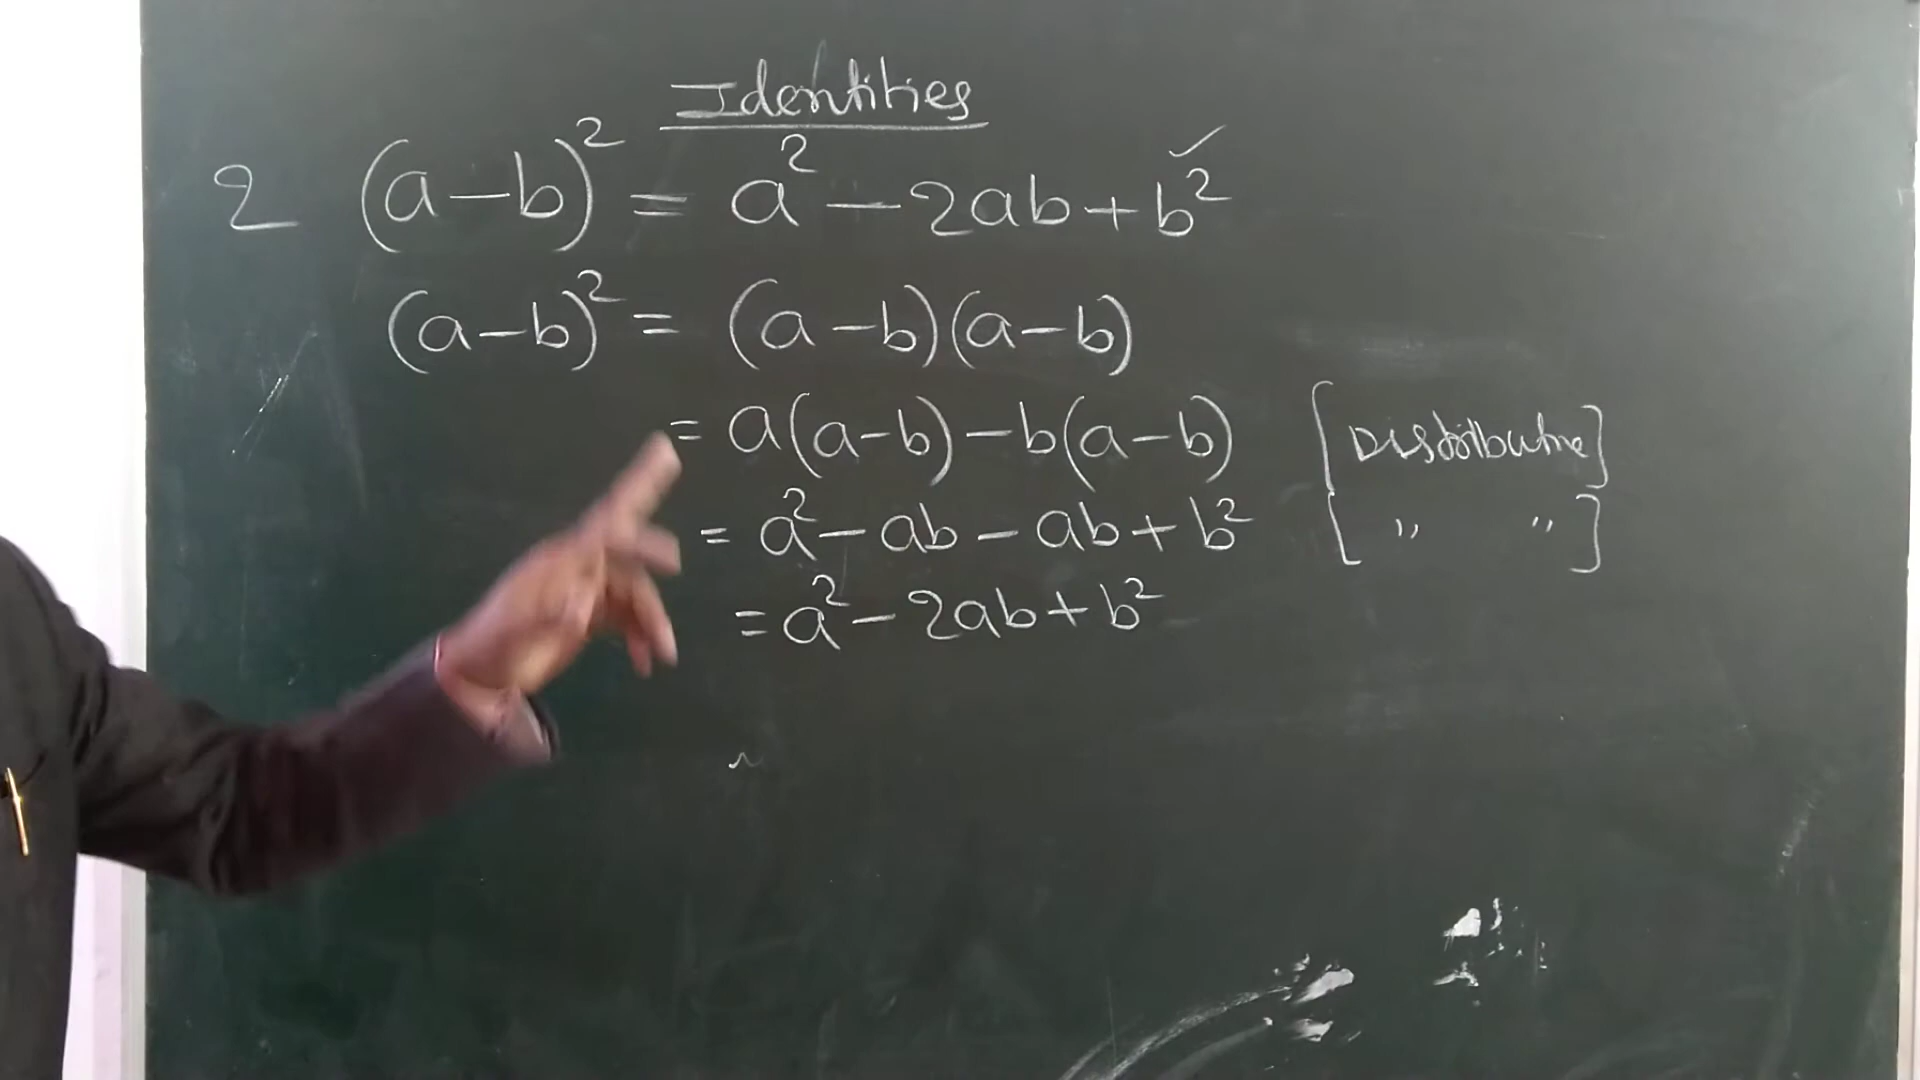 Identities
2 (a-b)² = a² - 2ab + b² ✓
(a-b)² = (a-b)(a-b)
= a(a-b) - b(a-b) [Distributive]
= a² - ab - ab + b² [ " " ]
= a² - 2ab + b²